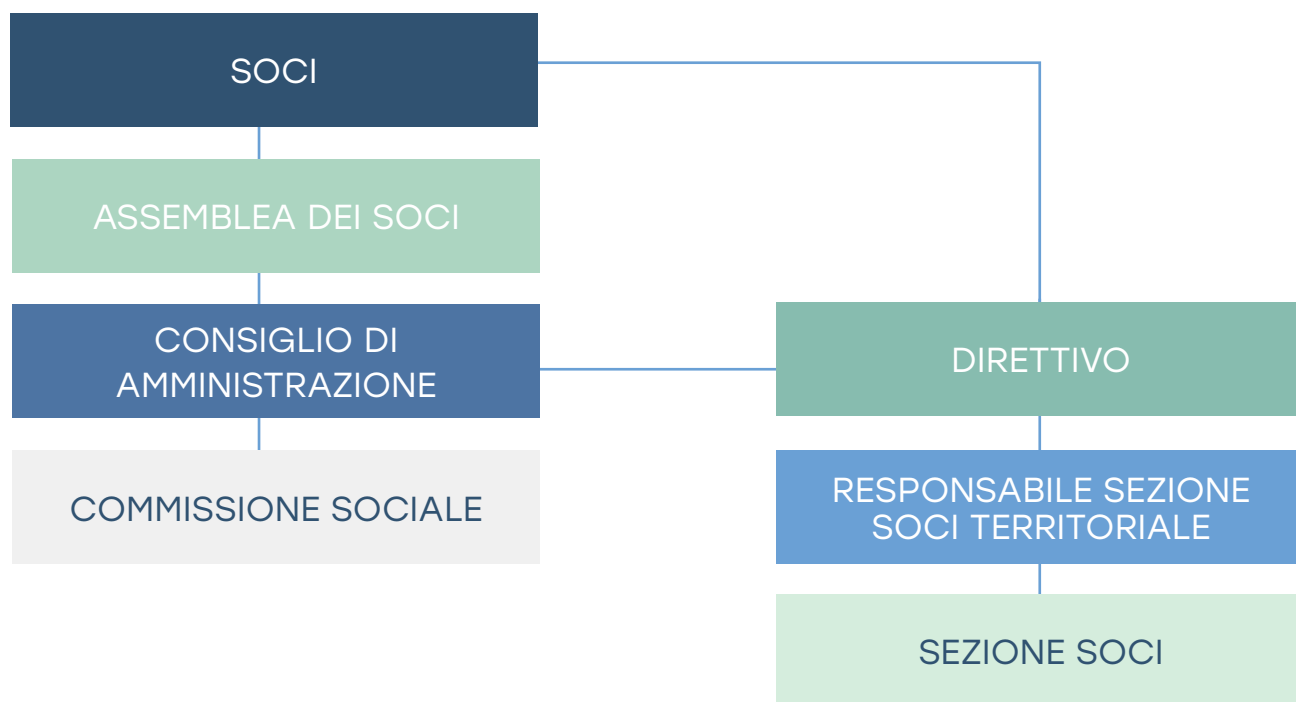 SOCI
ASSEMBLEA DEI SOCI
CONSIGLIO DI
AMMINISTRAZIONE
COMMISSIONE SOCIALE
DIRETTIVO
RESPONSABILE SEZIONE
SOCI TERRITORIALE
SEZIONE SOCI